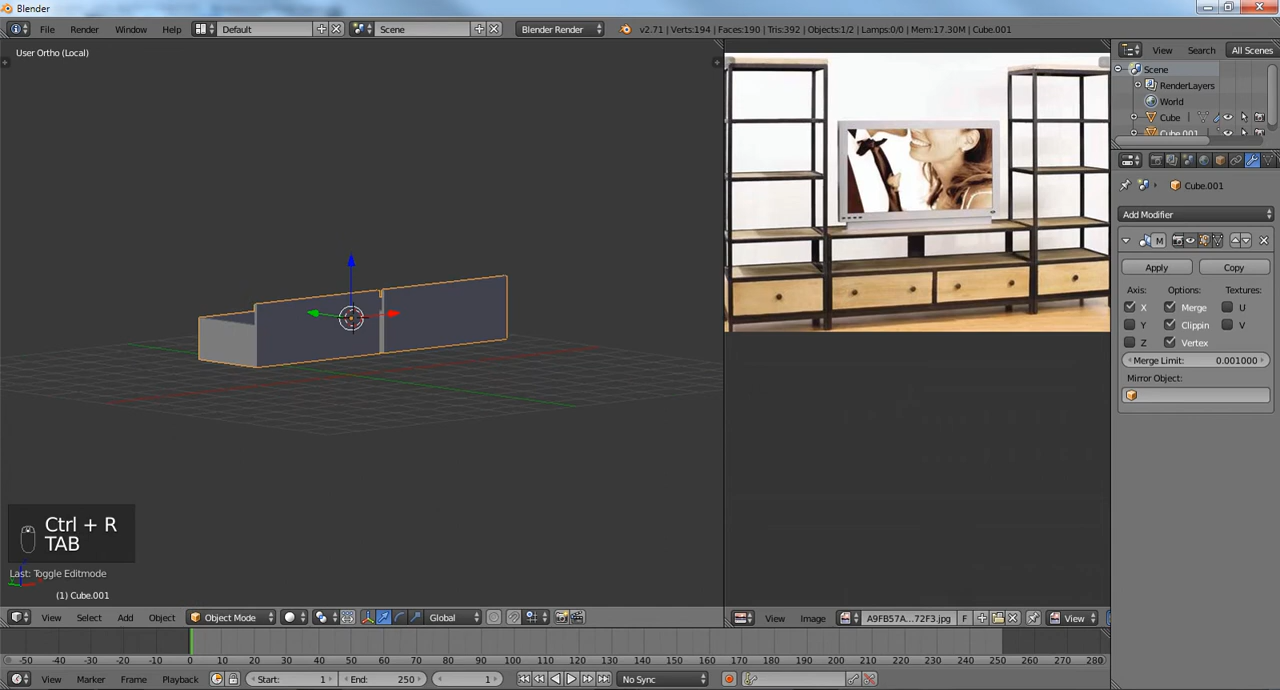 Blender
File Render Window Help Default Scene Blender Render v2.71 | Verts:194 | Faces:190 | Tris:392 | Objects:1/2 | Lamps:0/0 | Mem:17.30M | Cube.001
User Ortho (Local)
View Search All Scenes
Scene
RenderLayers
World
Cube
Cube.001
Cube.001
Add Modifier
M
Apply Copy
Axis: Options: Textures:
X Merge U
Y Clippin V
Z Vertex
Merge Limit: 0.001000
Mirror Object:
Ctrl + R
TAB
Last: Toggle Editmode
(1) Cube.001
View Select Add Object Object Mode Global View Image A9FB57A...72F3.jpg F View
-50 -40 -30 -20 -10 0 10 20 30 40 50 60 70 80 90 100 110 120 130 140 150 160 170 180 190 200 210 220 230 240 250 260 270 280
View Marker Frame Playback Start: 1 End: 250 1 No Sync